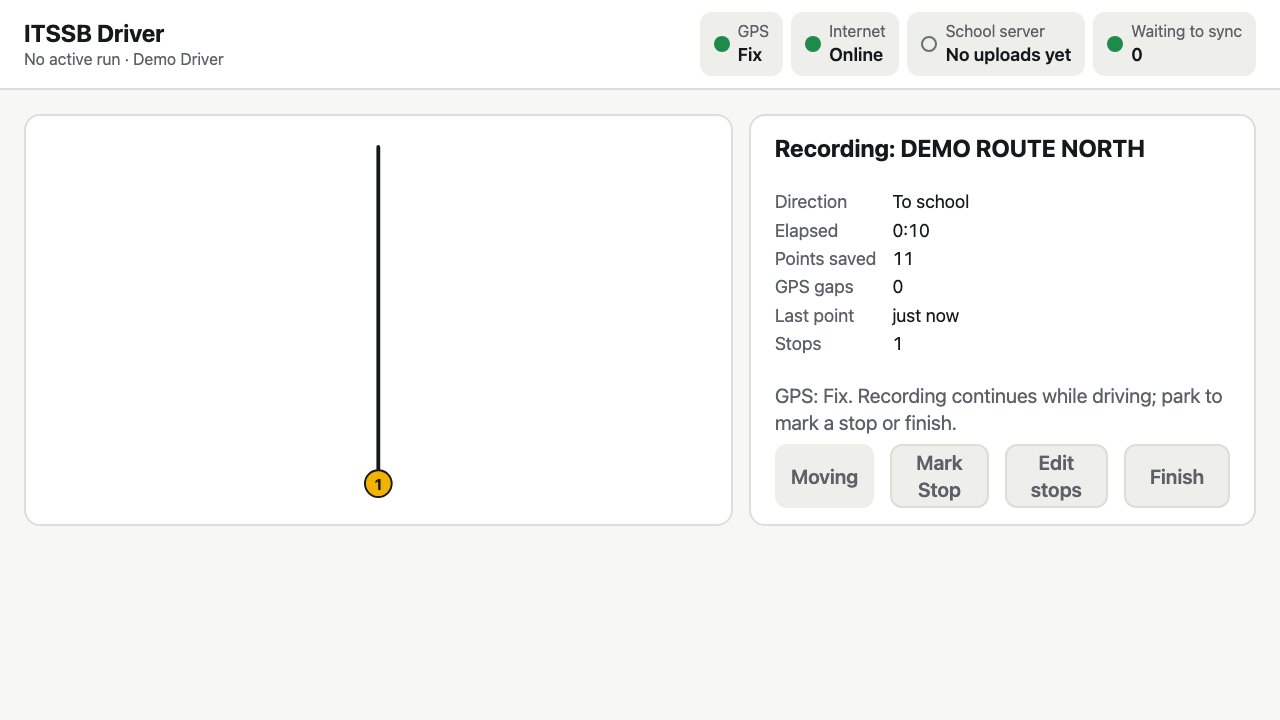 ITSSB Driver
No active run · Demo Driver
GPS
Fix
Internet
Online
School server
No uploads yet
Waiting to sync
0
1
Recording: DEMO ROUTE NORTH
Direction To school
Elapsed 0:10
Points saved 11
GPS gaps 0
Last point just now
Stops 1
GPS: Fix. Recording continues while driving; park to
mark a stop or finish.
Moving
Mark
Stop
Edit
stops
Finish